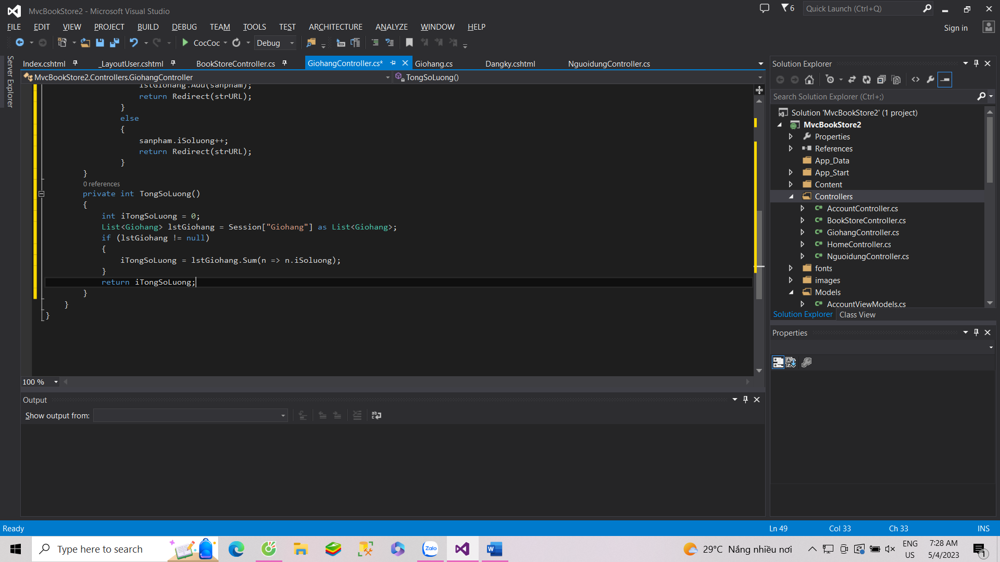 MvcBookStore2 - Microsoft Visual Studio
6
Quick Launch (Ctrl+Q)
FILE EDIT VIEW PROJECT BUILD DEBUG TEAM TOOLS TEST ARCHITECTURE ANALYZE WINDOW HELP
Sign in
CocCoc
Debug
Server Explorer
Index.cshtml
_LayoutUser.cshtml
BookStoreController.cs
GiohangController.cs*
Giohang.cs
Dangky.cshtml
NguoidungController.cs
MvcBookStore2.Controllers.GiohangController
TongSoLuong()
lstGiohang.Add(sanpham);
return Redirect(strURL);
}
else
{
sanpham.iSoluong++;
return Redirect(strURL);
}
}
0 references
private int TongSoLuong()
{
int iTongSoLuong = 0;
List<Giohang> lstGiohang = Session["Giohang"] as List<Giohang>;
if (lstGiohang != null)
{
iTongSoLuong = lstGiohang.Sum(n => n.iSoluong);
}
return iTongSoLuong;
}
}
}
100 %
Output
Show output from:
Solution Explorer
Search Solution Explorer (Ctrl+;)
Solution 'MvcBookStore2' (1 project)
MvcBookStore2
Properties
References
App_Data
App_Start
Content
Controllers
AccountController.cs
BookStoreController.cs
GiohangController.cs
HomeController.cs
NguoidungController.cs
fonts
images
Models
AccountViewModels.cs
Solution Explorer Class View
Properties
Ready
Ln 49 Col 33 Ch 33 INS
Type here to search
Zalo
29°C Nắng nhiều nơi
ENG
US
7:28 AM
5/4/2023
1